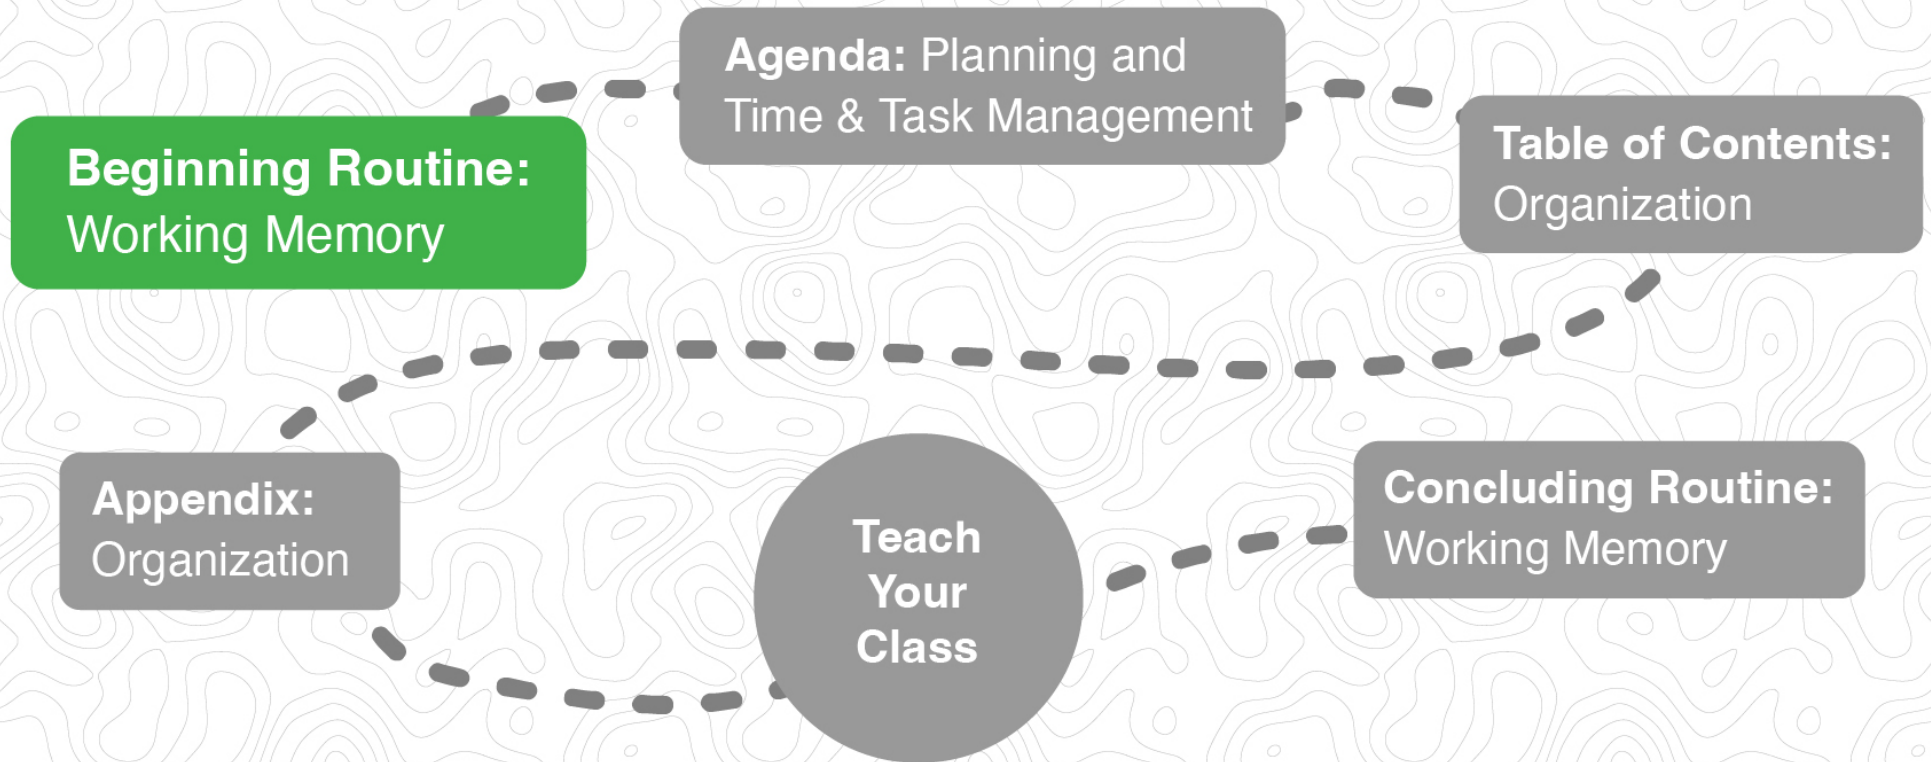 Beginning Routine:
Working Memory
Agenda: Planning and
Time & Task Management
Table of Contents:
Organization
Appendix:
Organization
Teach
Your
Class
Concluding Routine:
Working Memory